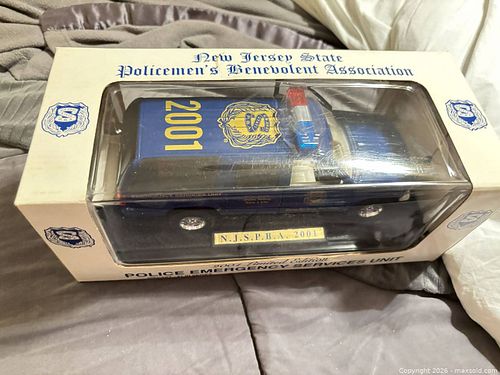 New Jersey State
Policemen's Benevolent Association
2001
S
S
S
N.J.S.P.B.A. 2001
2001 Limited Edition
POLICE EMERGENCY SERVICES UNIT
Copyright 2026 - maxsold.com